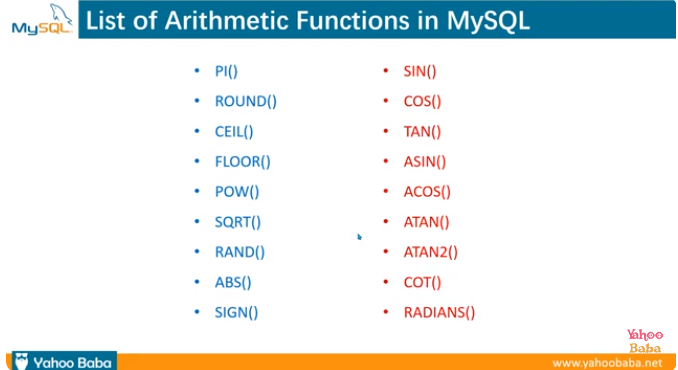 MySQL
List of Arithmetic Functions in MySQL
• PI()
• ROUND()
• CEIL()
• FLOOR()
• POW()
• SQRT()
• RAND()
• ABS()
• SIGN()
• SIN()
• COS()
• TAN()
• ASIN()
• ACOS()
• ATAN()
• ATAN2()
• COT()
• RADIANS()
Yahoo
Baba
Yahoo Baba
www.yahoobaba.net